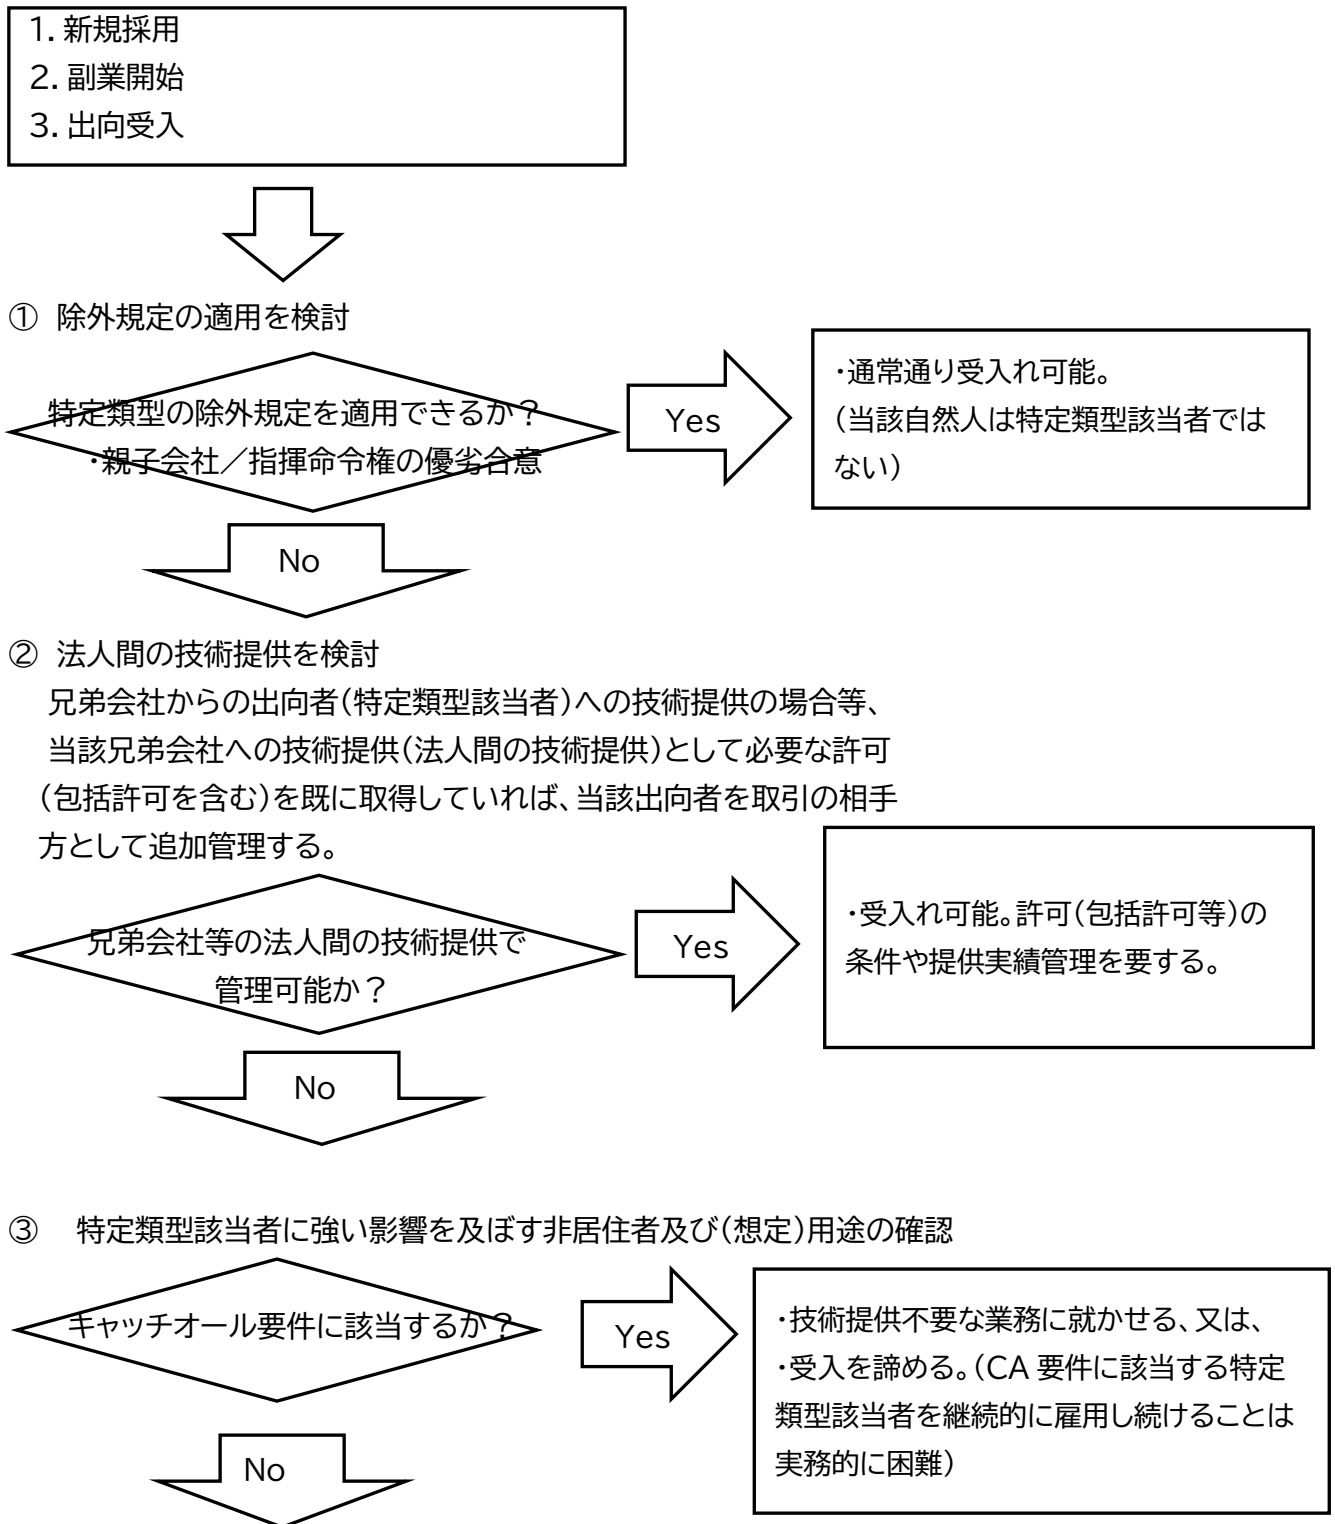 1. 新規採用
2. 副業開始
3. 出向受入
① 除外規定の適用を検討
特定類型の除外規定を適用できるか？
・親子会社／指揮命令権の優劣合意
Yes
・通常通り受入れ可能。
（当該自然人は特定類型該当者では
ない）
No
② 法人間の技術提供を検討
兄弟会社からの出向者（特定類型該当者）への技術提供の場合等、
当該兄弟会社への技術提供（法人間の技術提供）として必要な許可
（包括許可を含む）を既に取得していれば、当該出向者を取引の相手
方として追加管理する。
兄弟会社等の法人間の技術提供で
管理可能か？
Yes
・受入れ可能。許可（包括許可等）の
条件や提供実績管理を要する。
No
③ 特定類型該当者に強い影響を及ぼす非居住者及び（想定）用途の確認
キャッチオール要件に該当するか？
Yes
・技術提供不要な業務に就かせる、又は、
・受入を諦める。（CA 要件に該当する特定
類型該当者を継続的に雇用し続けることは
実務的に困難）
No